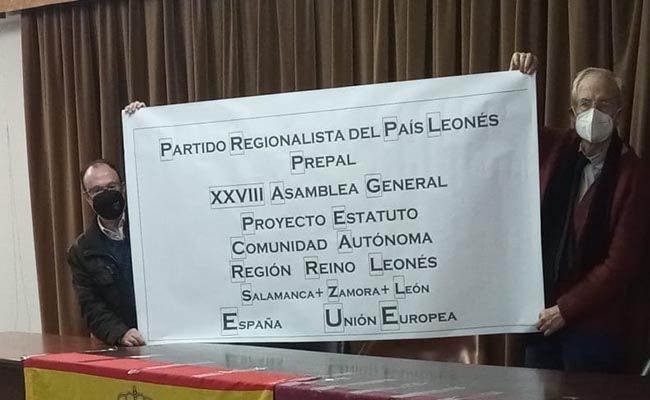 Partido Regionalista del País Leonés
Prepal
XXVIII Asamblea General
Proyecto Estatuto
Comunidad Autónoma
Región Reino Leonés
Salamanca+ Zamora+ León
España Unión Europea